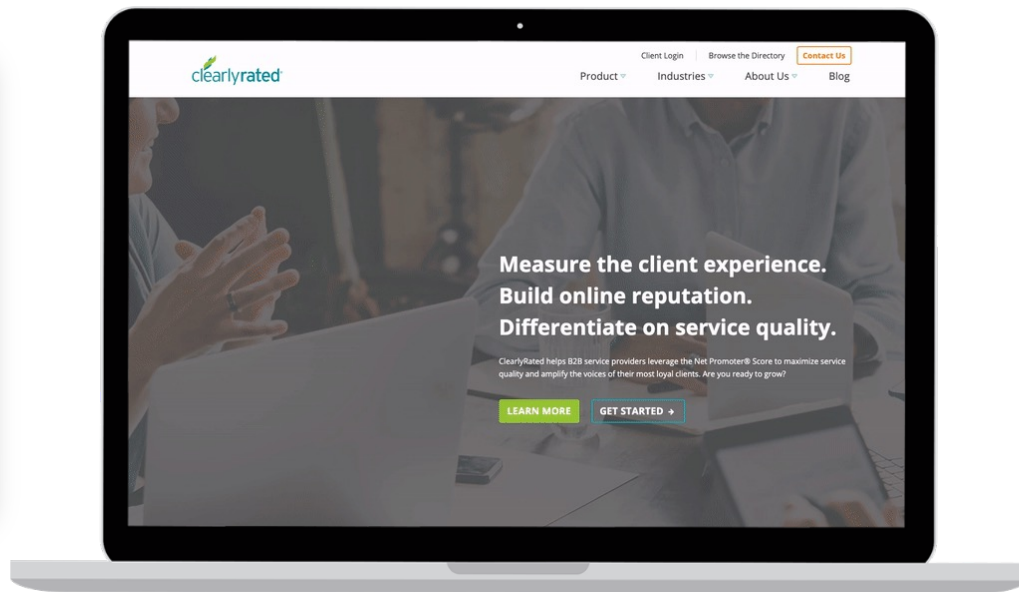 Client Login
Browse the Directory
Contact Us
clearlyrated
Product
Industries
About Us
Blog
Measure the client experience.
Build online reputation.
Differentiate on service quality.
ClearlyRated helps B2B service providers leverage the Net Promoter® Score to maximize service
quality and amplify the voices of their most loyal clients. Are you ready to grow?
LEARN MORE
GET STARTED →